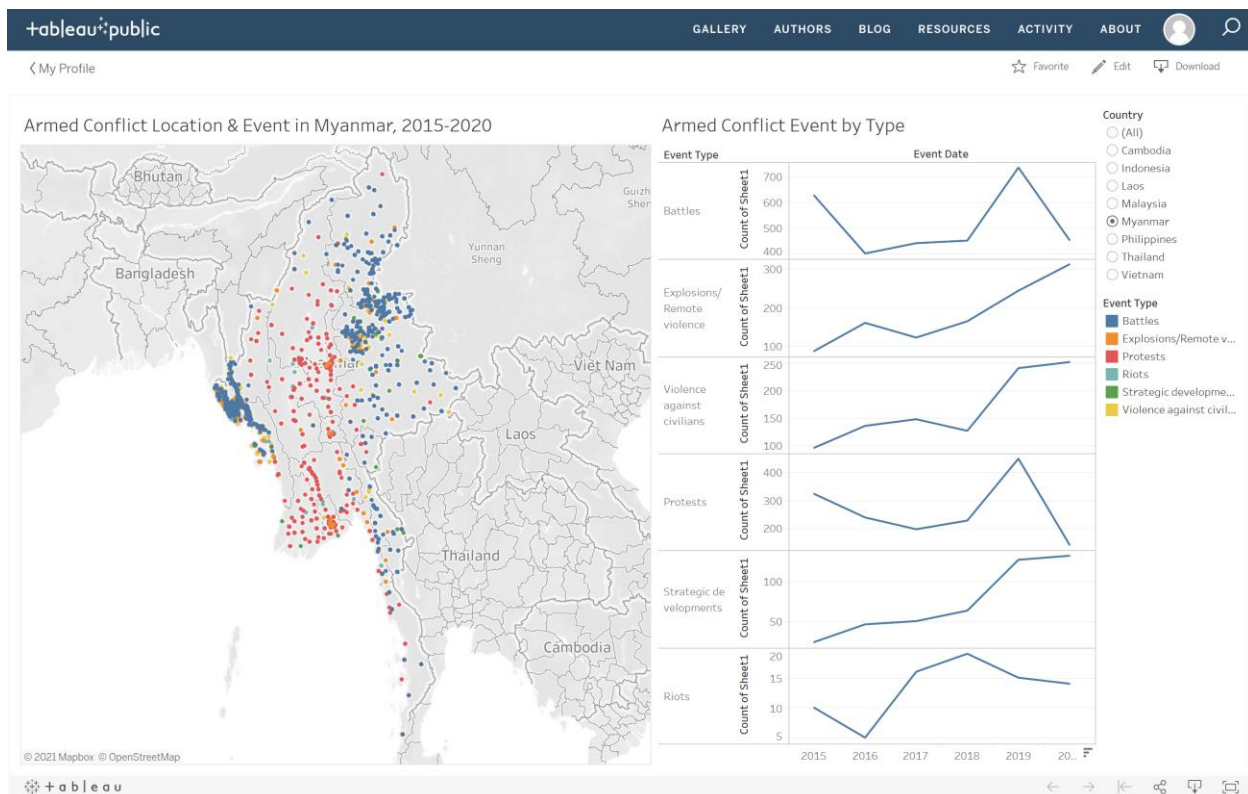 +ableau public
GALLERY AUTHORS BLOG RESOURCES ACTIVITY ABOUT
My Profile
Favorite Edit Download
Armed Conflict Location & Event in Myanmar, 2015-2020
Bhutan
Bangladesh
Yunnan
Sheng
Guizh
Sher
Viet Nam
Laos
Thailand
Cambodia
© 2021 Mapbox © OpenStreetMap
Armed Conflict Event by Type
Event Type
Event Date
Battles
Count of Sheet1
700
600
500
400
Explosions/
Remote
violence
Count of Sheet1
300
200
100
Violence
against
civilians
Count of Sheet1
250
200
150
100
Protests
Count of Sheet1
400
300
200
Strategic de
velopments
Count of Sheet1
100
50
Riots
Count of Sheet1
20
15
10
5
2015 2016 2017 2018 2019 20..
Country
(All)
Cambodia
Indonesia
Laos
Malaysia
Myanmar
Philippines
Thailand
Vietnam
Event Type
Battles
Explosions/Remote v...
Protests
Riots
Strategic developme...
Violence against civil...
+ableau